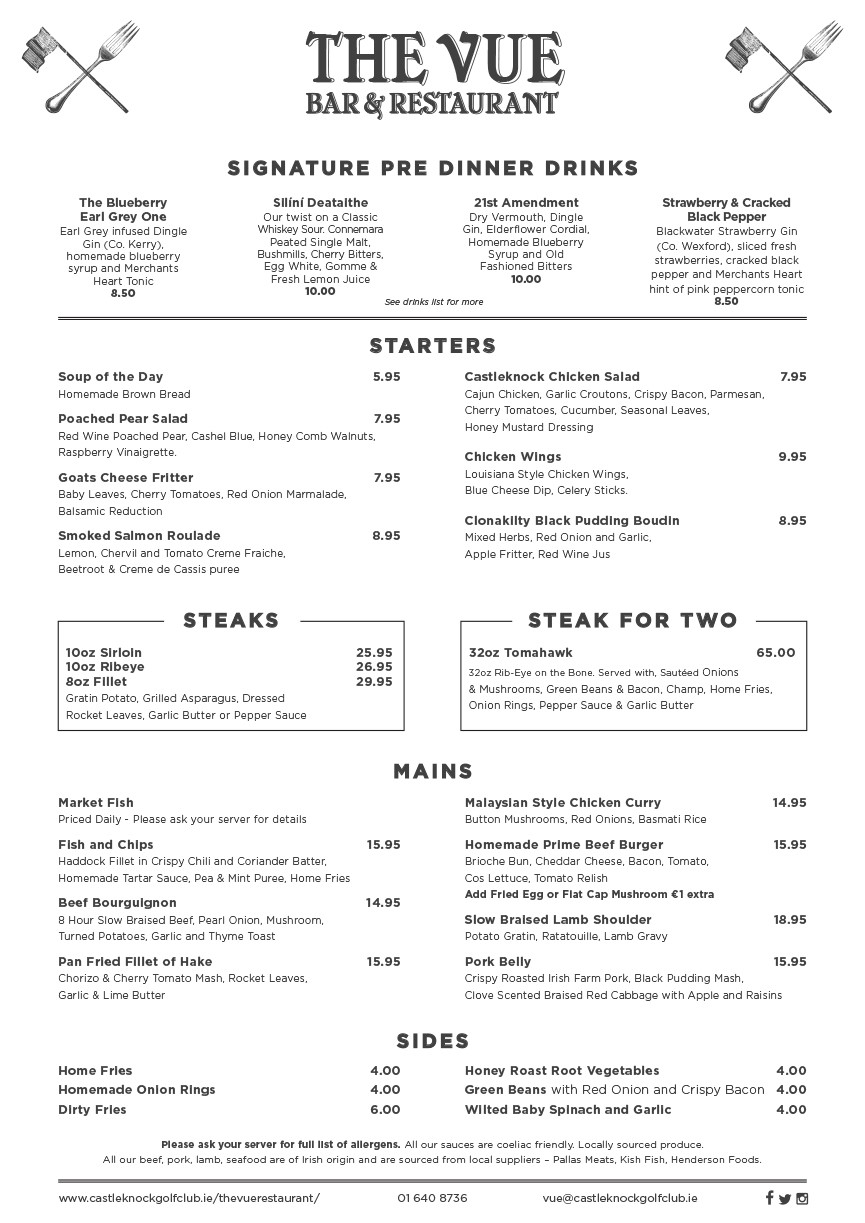 THE VUE
BAR & RESTAURANT
SIGNATURE PRE DINNER DRINKS
The Blueberry
Earl Grey One
Earl Grey infused Dingle
Gin (Co. Kerry),
homemade blueberry
syrup and Merchants
Heart Tonic
8.50
Silíní Deataithe
Our twist on a Classic
Whiskey Sour. Connemara
Peated Single Malt,
Bushmills, Cherry Bitters,
Egg White, Gomme &
Fresh Lemon Juice
10.00
21st Amendment
Dry Vermouth, Dingle
Gin, Elderflower Cordial,
Homemade Blueberry
Syrup and Old
Fashioned Bitters
10.00
Strawberry & Cracked
Black Pepper
Blackwater Strawberry Gin
(Co. Wexford), sliced fresh
strawberries, cracked black
pepper and Merchants Heart
hint of pink peppercorn tonic
8.50
See drinks list for more
STARTERS
Soup of the Day 5.95
Homemade Brown Bread
Poached Pear Salad 7.95
Red Wine Poached Pear, Cashel Blue, Honey Comb Walnuts,
Raspberry Vinaigrette.
Goats Cheese Fritter 7.95
Baby Leaves, Cherry Tomatoes, Red Onion Marmalade,
Balsamic Reduction
Smoked Salmon Roulade 8.95
Lemon, Chervil and Tomato Creme Fraiche,
Beetroot & Creme de Cassis puree
Castleknock Chicken Salad 7.95
Cajun Chicken, Garlic Croutons, Crispy Bacon, Parmesan,
Cherry Tomatoes, Cucumber, Seasonal Leaves,
Honey Mustard Dressing
Chicken Wings 9.95
Louisiana Style Chicken Wings,
Blue Cheese Dip, Celery Sticks.
Clonakilty Black Pudding Boudin 8.95
Mixed Herbs, Red Onion and Garlic,
Apple Fritter, Red Wine Jus
STEAKS
10oz Sirloin 25.95
10oz Ribeye 26.95
8oz Fillet 29.95
Gratin Potato, Grilled Asparagus, Dressed
Rocket Leaves, Garlic Butter or Pepper Sauce
STEAK FOR TWO
32oz Tomahawk 65.00
32oz Rib-Eye on the Bone. Served with, Sautéed Onions
& Mushrooms, Green Beans & Bacon, Champ, Home Fries,
Onion Rings, Pepper Sauce & Garlic Butter
MAINS
Market Fish
Priced Daily - Please ask your server for details
Fish and Chips 15.95
Haddock Fillet in Crispy Chili and Coriander Batter,
Homemade Tartar Sauce, Pea & Mint Puree, Home Fries
Beef Bourguignon 14.95
8 Hour Slow Braised Beef, Pearl Onion, Mushroom,
Turned Potatoes, Garlic and Thyme Toast
Pan Fried Fillet of Hake 15.95
Chorizo & Cherry Tomato Mash, Rocket Leaves,
Garlic & Lime Butter
Malaysian Style Chicken Curry 14.95
Button Mushrooms, Red Onions, Basmati Rice
Homemade Prime Beef Burger 15.95
Brioche Bun, Cheddar Cheese, Bacon, Tomato,
Cos Lettuce, Tomato Relish
Add Fried Egg or Flat Cap Mushroom €1 extra
Slow Braised Lamb Shoulder 18.95
Potato Gratin, Ratatouille, Lamb Gravy
Pork Belly 15.95
Crispy Roasted Irish Farm Pork, Black Pudding Mash,
Clove Scented Braised Red Cabbage with Apple and Raisins
SIDES
Home Fries 4.00
Homemade Onion Rings 4.00
Dirty Fries 6.00
Honey Roast Root Vegetables 4.00
Green Beans with Red Onion and Crispy Bacon 4.00
Wilted Baby Spinach and Garlic 4.00
Please ask your server for full list of allergens. All our sauces are coeliac friendly. Locally sourced produce.
All our beef, pork, lamb, seafood are of Irish origin and are sourced from local suppliers – Pallas Meats, Kish Fish, Henderson Foods.
www.castleknockgolfclub.ie/thevuerestaurant/ 01 640 8736 vue@castleknockgolfclub.ie